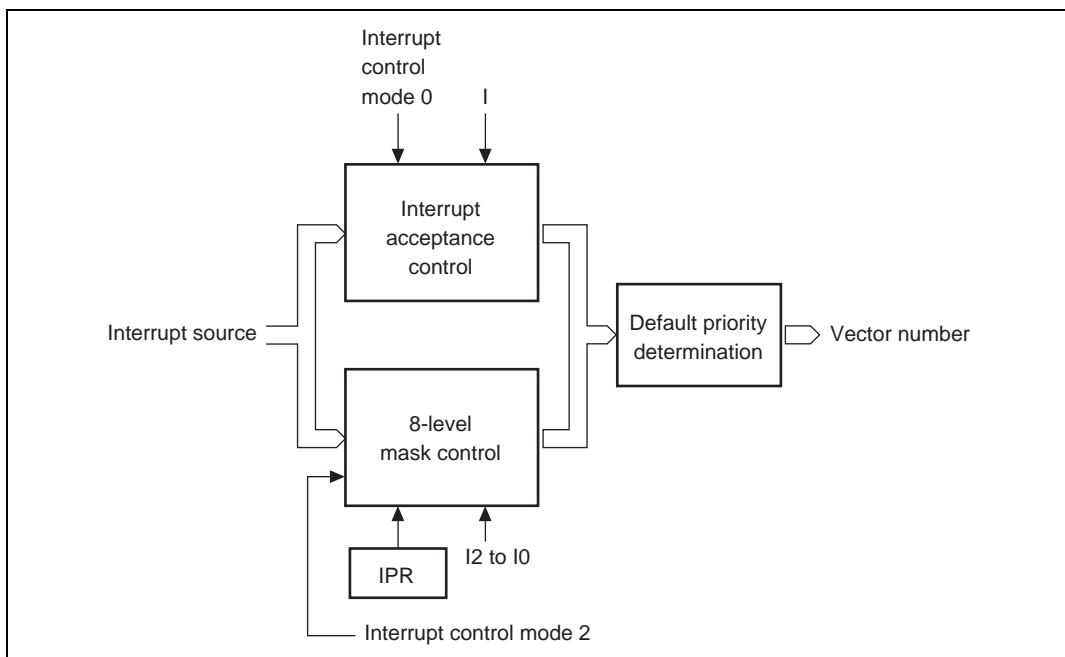 Interrupt
control
mode 0
I
Interrupt
acceptance
control
Interrupt source
Default priority
determination
Vector number
8-level
mask control
I2 to I0
IPR
Interrupt control mode 2